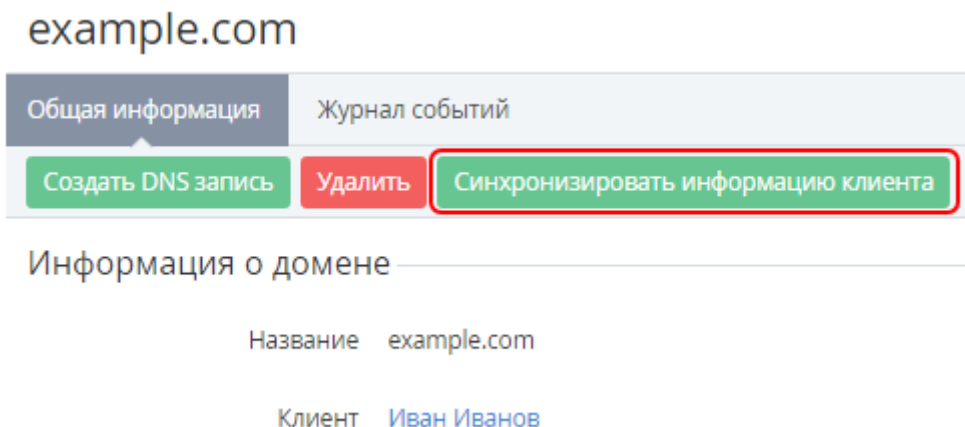 example.com
Общая информация Журнал событий
Создать DNS запись Удалить Синхронизировать информацию клиента
Информация о домене
Название example.com
Клиент Иван Иванов